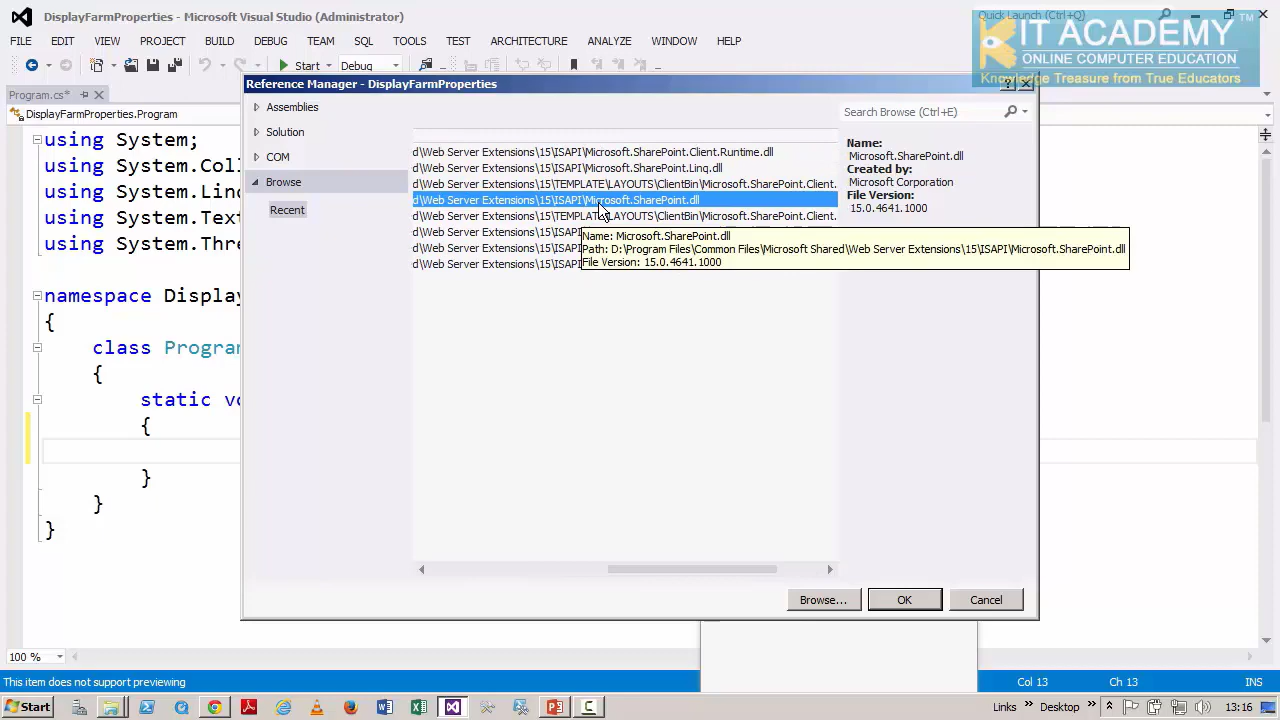 DisplayFarmProperties - Microsoft Visual Studio (Administrator)
Quick Launch (Ctrl+Q)
KIT ACADEMY TM
ONLINE COMPUTER EDUCATION
Knowledge Treasure from True Educators
FILE EDIT VIEW PROJECT BUILD DEBUG TEAM SQL TOOLS TEST ARCHITECTURE ANALYZE WINDOW HELP
Start Debug
Program.cs*
DisplayFarmProperties.Program
using System;
using System.Coll
using System.Linq
using System.Text
using System.Thre
namespace Display
{
class Program
{
static vo
{
}
}
}
100 %
Reference Manager - DisplayFarmProperties
Assemblies
Solution
COM
Browse
Recent
Search Browse (Ctrl+E)
d\Web Server Extensions\15\ISAPI\Microsoft.SharePoint.Client.Runtime.dll
d\Web Server Extensions\15\ISAPI\Microsoft.SharePoint.Linq.dll
d\Web Server Extensions\15\TEMPLATE\LAYOUTS\ClientBin\Microsoft.SharePoint.Client.
d\Web Server Extensions\15\ISAPI\Microsoft.SharePoint.dll
d\Web Server Extensions\15\TEMPLATE\LAYOUTS\ClientBin\Microsoft.SharePoint.Client.
d\Web Server Extensions\15\ISAPI
d\Web Server Extensions\15\ISAPI
d\Web Server Extensions\15\ISAPI
Name: Microsoft.SharePoint.dll
Path: D:\Program Files\Common Files\Microsoft Shared\Web Server Extensions\15\ISAPI\Microsoft.SharePoint.dll
File Version: 15.0.4641.1000
Name:
Microsoft.SharePoint.dll
Created by:
Microsoft Corporation
File Version:
15.0.4641.1000
Browse... OK Cancel
This item does not support previewing
Col 13 Ch 13 INS
Start
Links » Desktop » 13:16